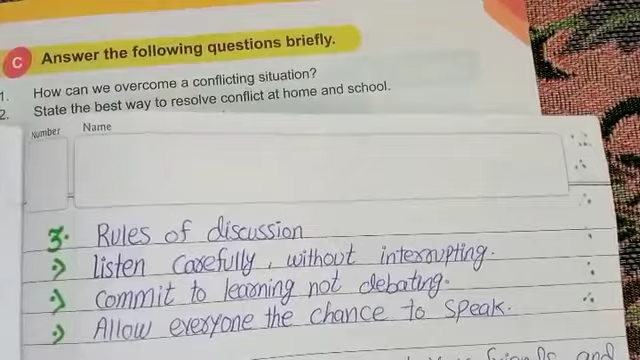 C Answer the following questions briefly.
1. How can we overcome a conflicting situation?
2. State the best way to resolve conflict at home and school.
Number Name
3. Rules of discussion
listen carefully, without interrupting.
commit to learning not debating.
Allow everyone the chance to speak.
and